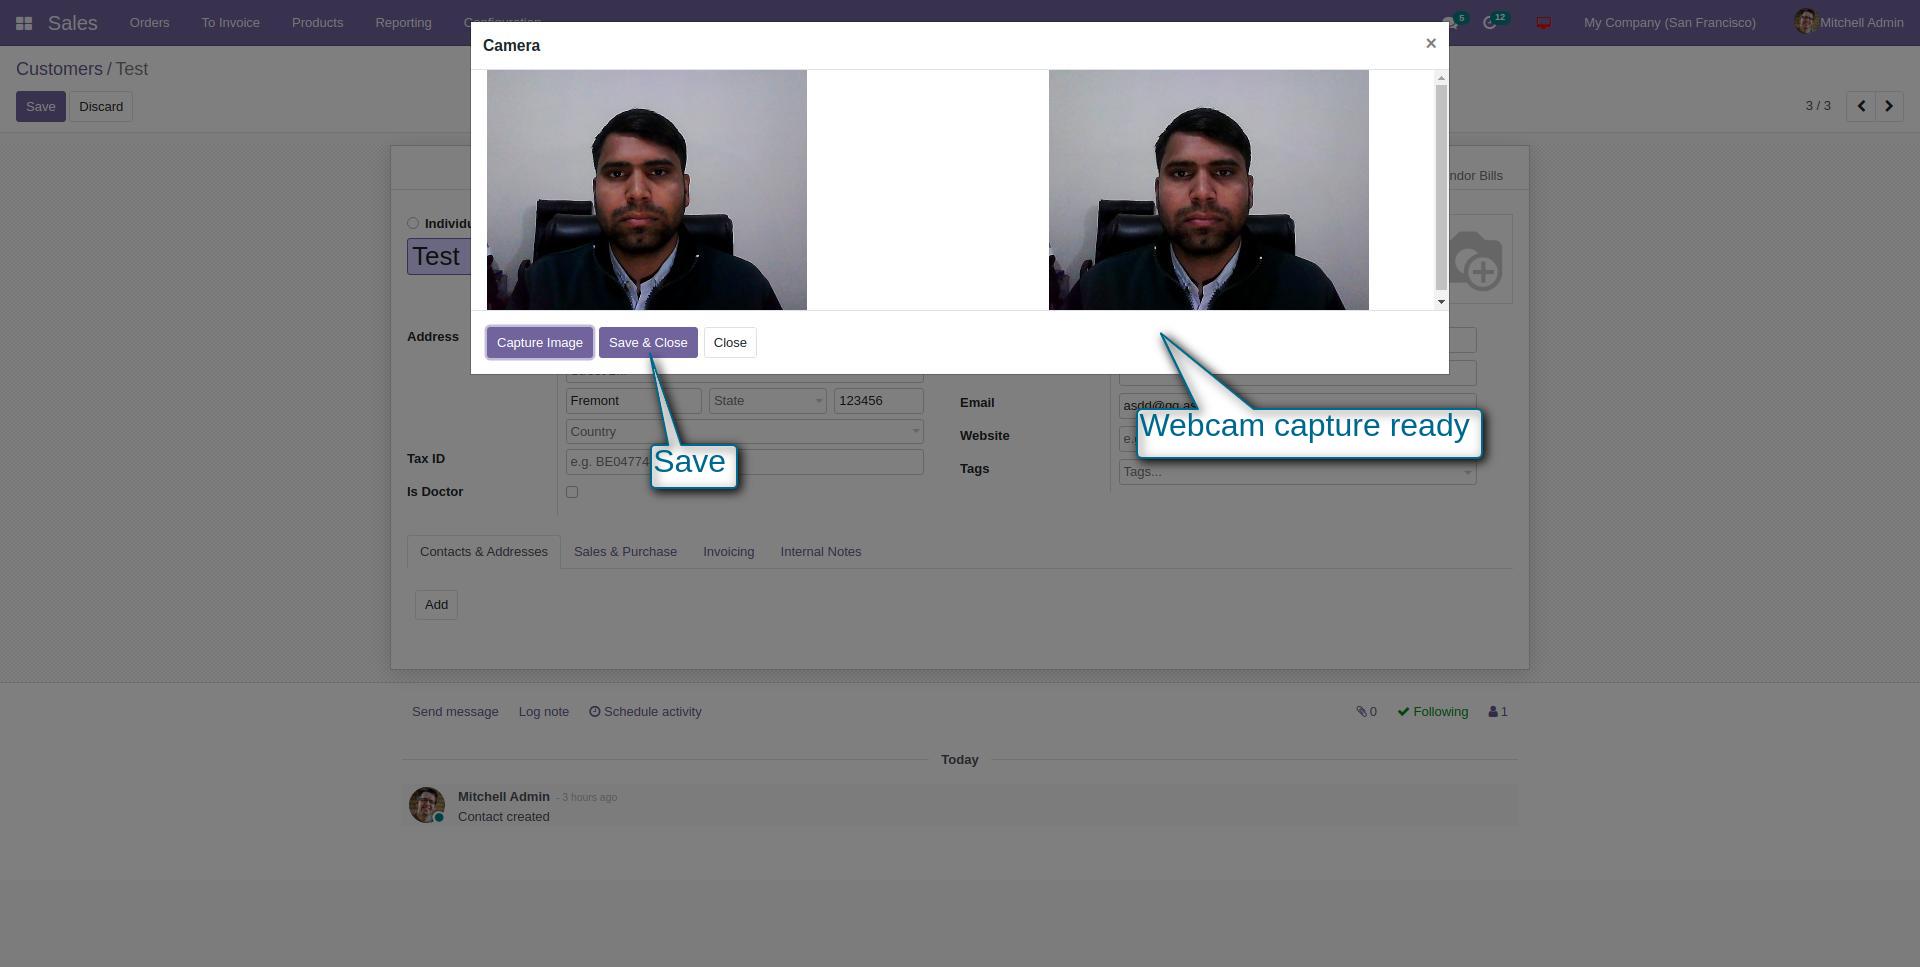 Sales Orders To Invoice Products Reporting Configuration 5 12 My Company (San Francisco) Mitchell Admin
Camera ×
Customers / Test
Save Discard
3 / 3
ndor Bills
Individu
Test
Capture Image Save & Close Close
Address
Fremont State 123456
Email
asdd@gg.as
Webcam capture ready
Country
Website
e.
Save
Tax ID
e.g. BE04774
Tags
Tags...
Is Doctor
Contacts & Addresses Sales & Purchase Invoicing Internal Notes
Add
Send message Log note Schedule activity 0 Following 1
Today
Mitchell Admin - 3 hours ago
Contact created